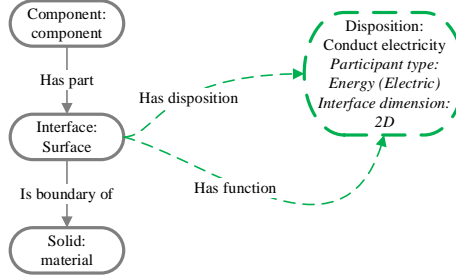 Component:
component
Has part
Interface:
Surface
Is boundary of
Solid:
material
Has disposition
Has function
Disposition:
Conduct electricity
Participant type:
Energy (Electric)
Interface dimension:
2D